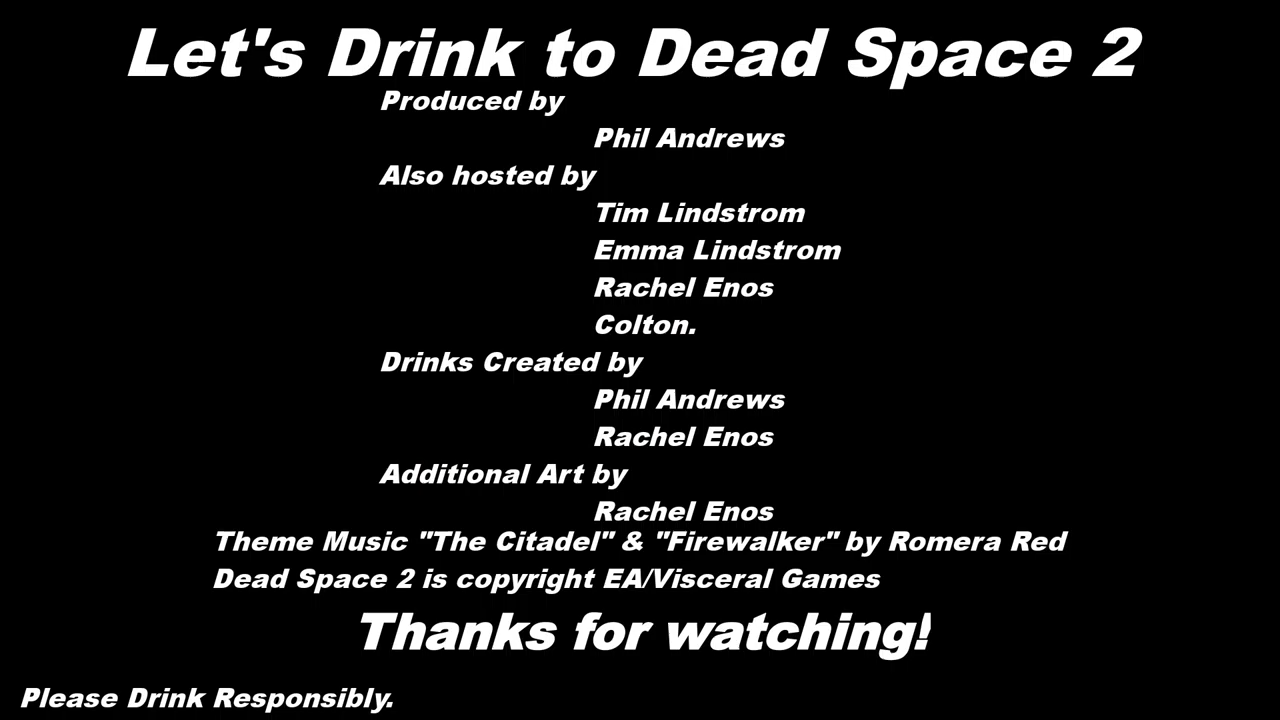 Let's Drink to Dead Space 2
Produced by
Phil Andrews
Also hosted by
Tim Lindstrom
Emma Lindstrom
Rachel Enos
Colton.
Drinks Created by
Phil Andrews
Rachel Enos
Additional Art by
Rachel Enos
Theme Music "The Citadel" & "Firewalker" by Romera Red
Dead Space 2 is copyright EA/Visceral Games
Thanks for watching!
Please Drink Responsibly.